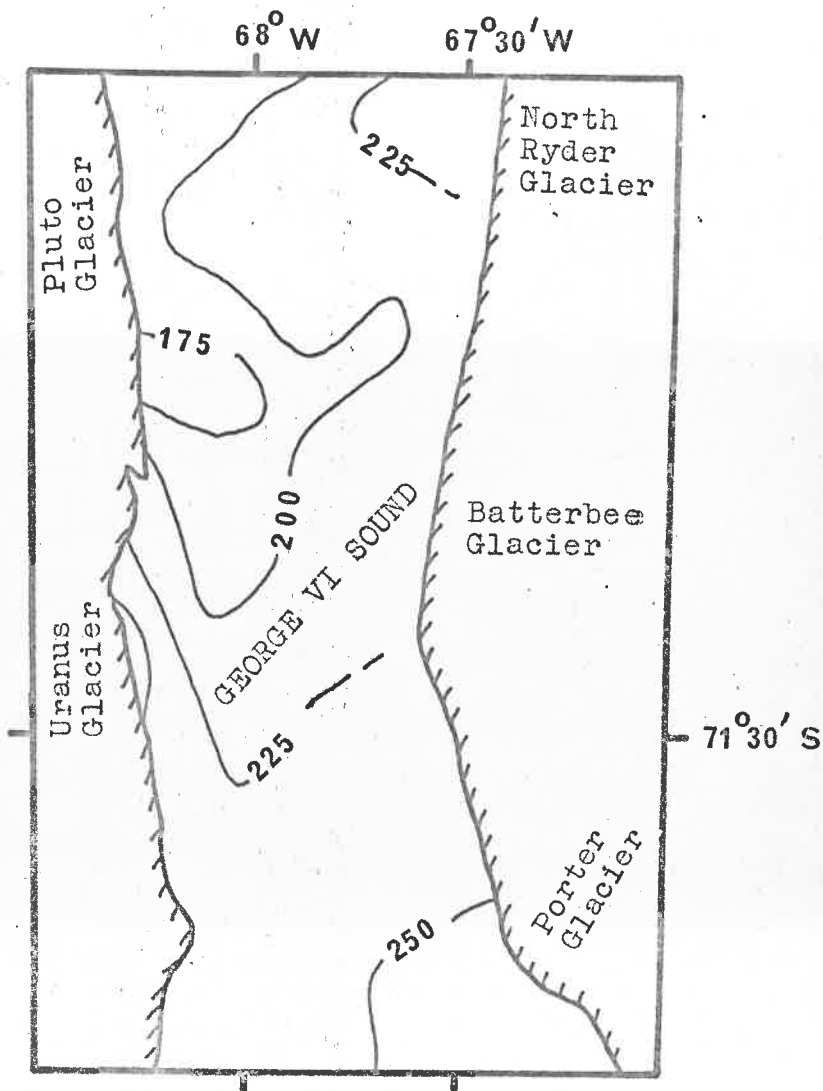 68° W
67° 30' W
North
Ryder
Glacier
225
Pluto
Glacier
175
200
GEORGE VI SOUND
Batterbee
Glacier
Uranus
Glacier
225
71° 30' S
Porter
Glacier
250